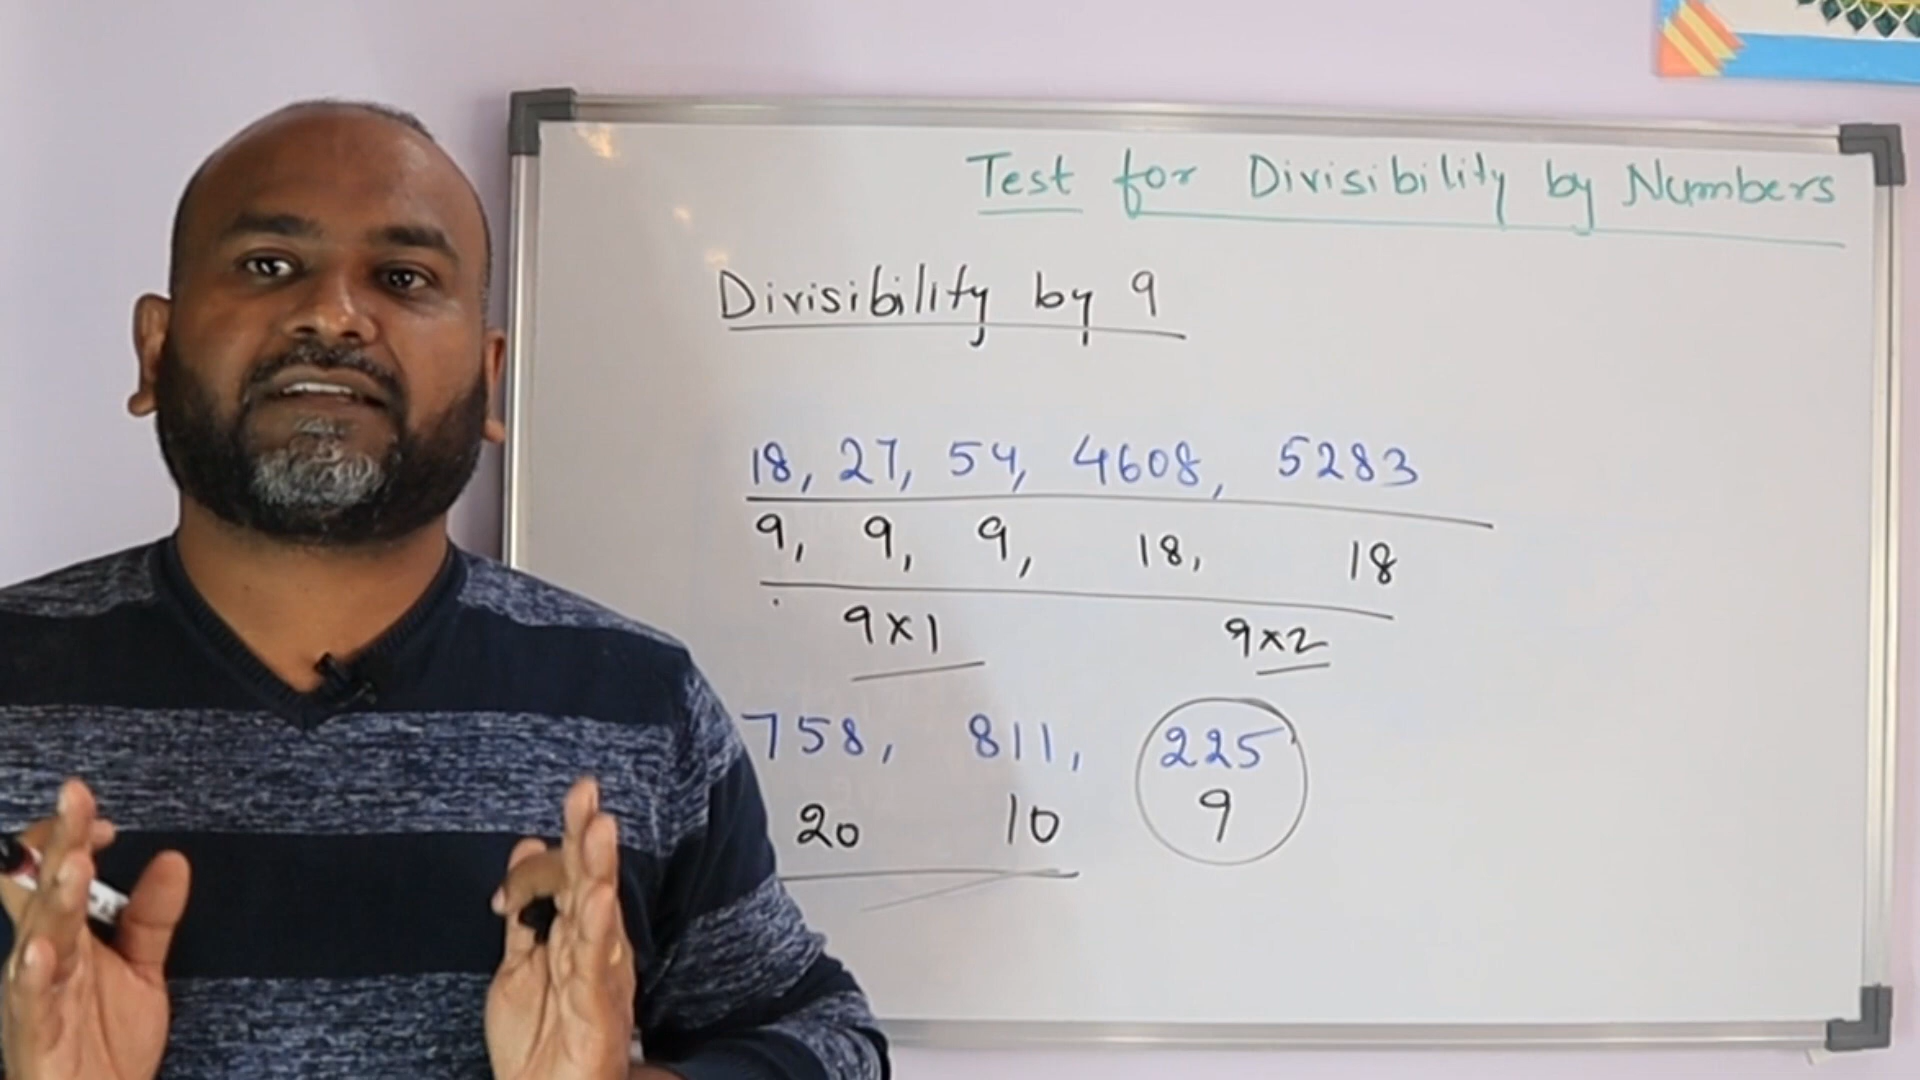 Test for Divisibility by Numbers
Divisibility by 9
18, 27, 54, 4608, 5283
9, 9, 9, 18, 18
9x1 9x2
758, 811, 225
20 10 9